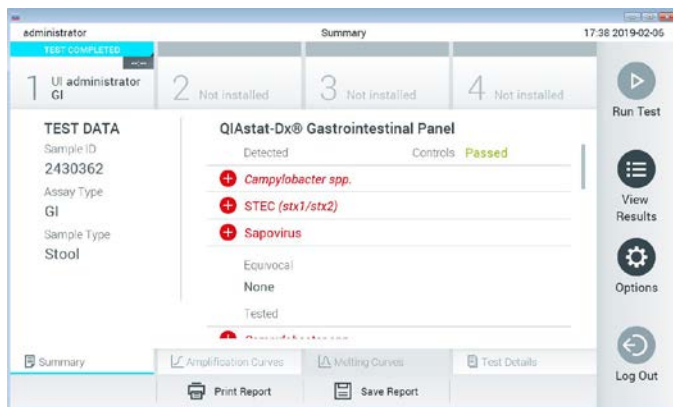 administrator
Summary
17:38 2019-02-06
TEST COMPLETED
1 UI administrator GI
2 Not installed
3 Not installed
4 Not installed
Run Test
View Results
Options
Log Out
TEST DATA
Sample ID
2430362
Assay Type
GI
Sample Type
Stool
QIAstat-Dx® Gastrointestinal Panel
Detected
Controls Passed
Campylobacter spp.
STEC (stx1/stx2)
Sapovirus
Equivocal
None
Tested
Summary
Amplification Curves
Melting Curves
Test Details
Print Report
Save Report